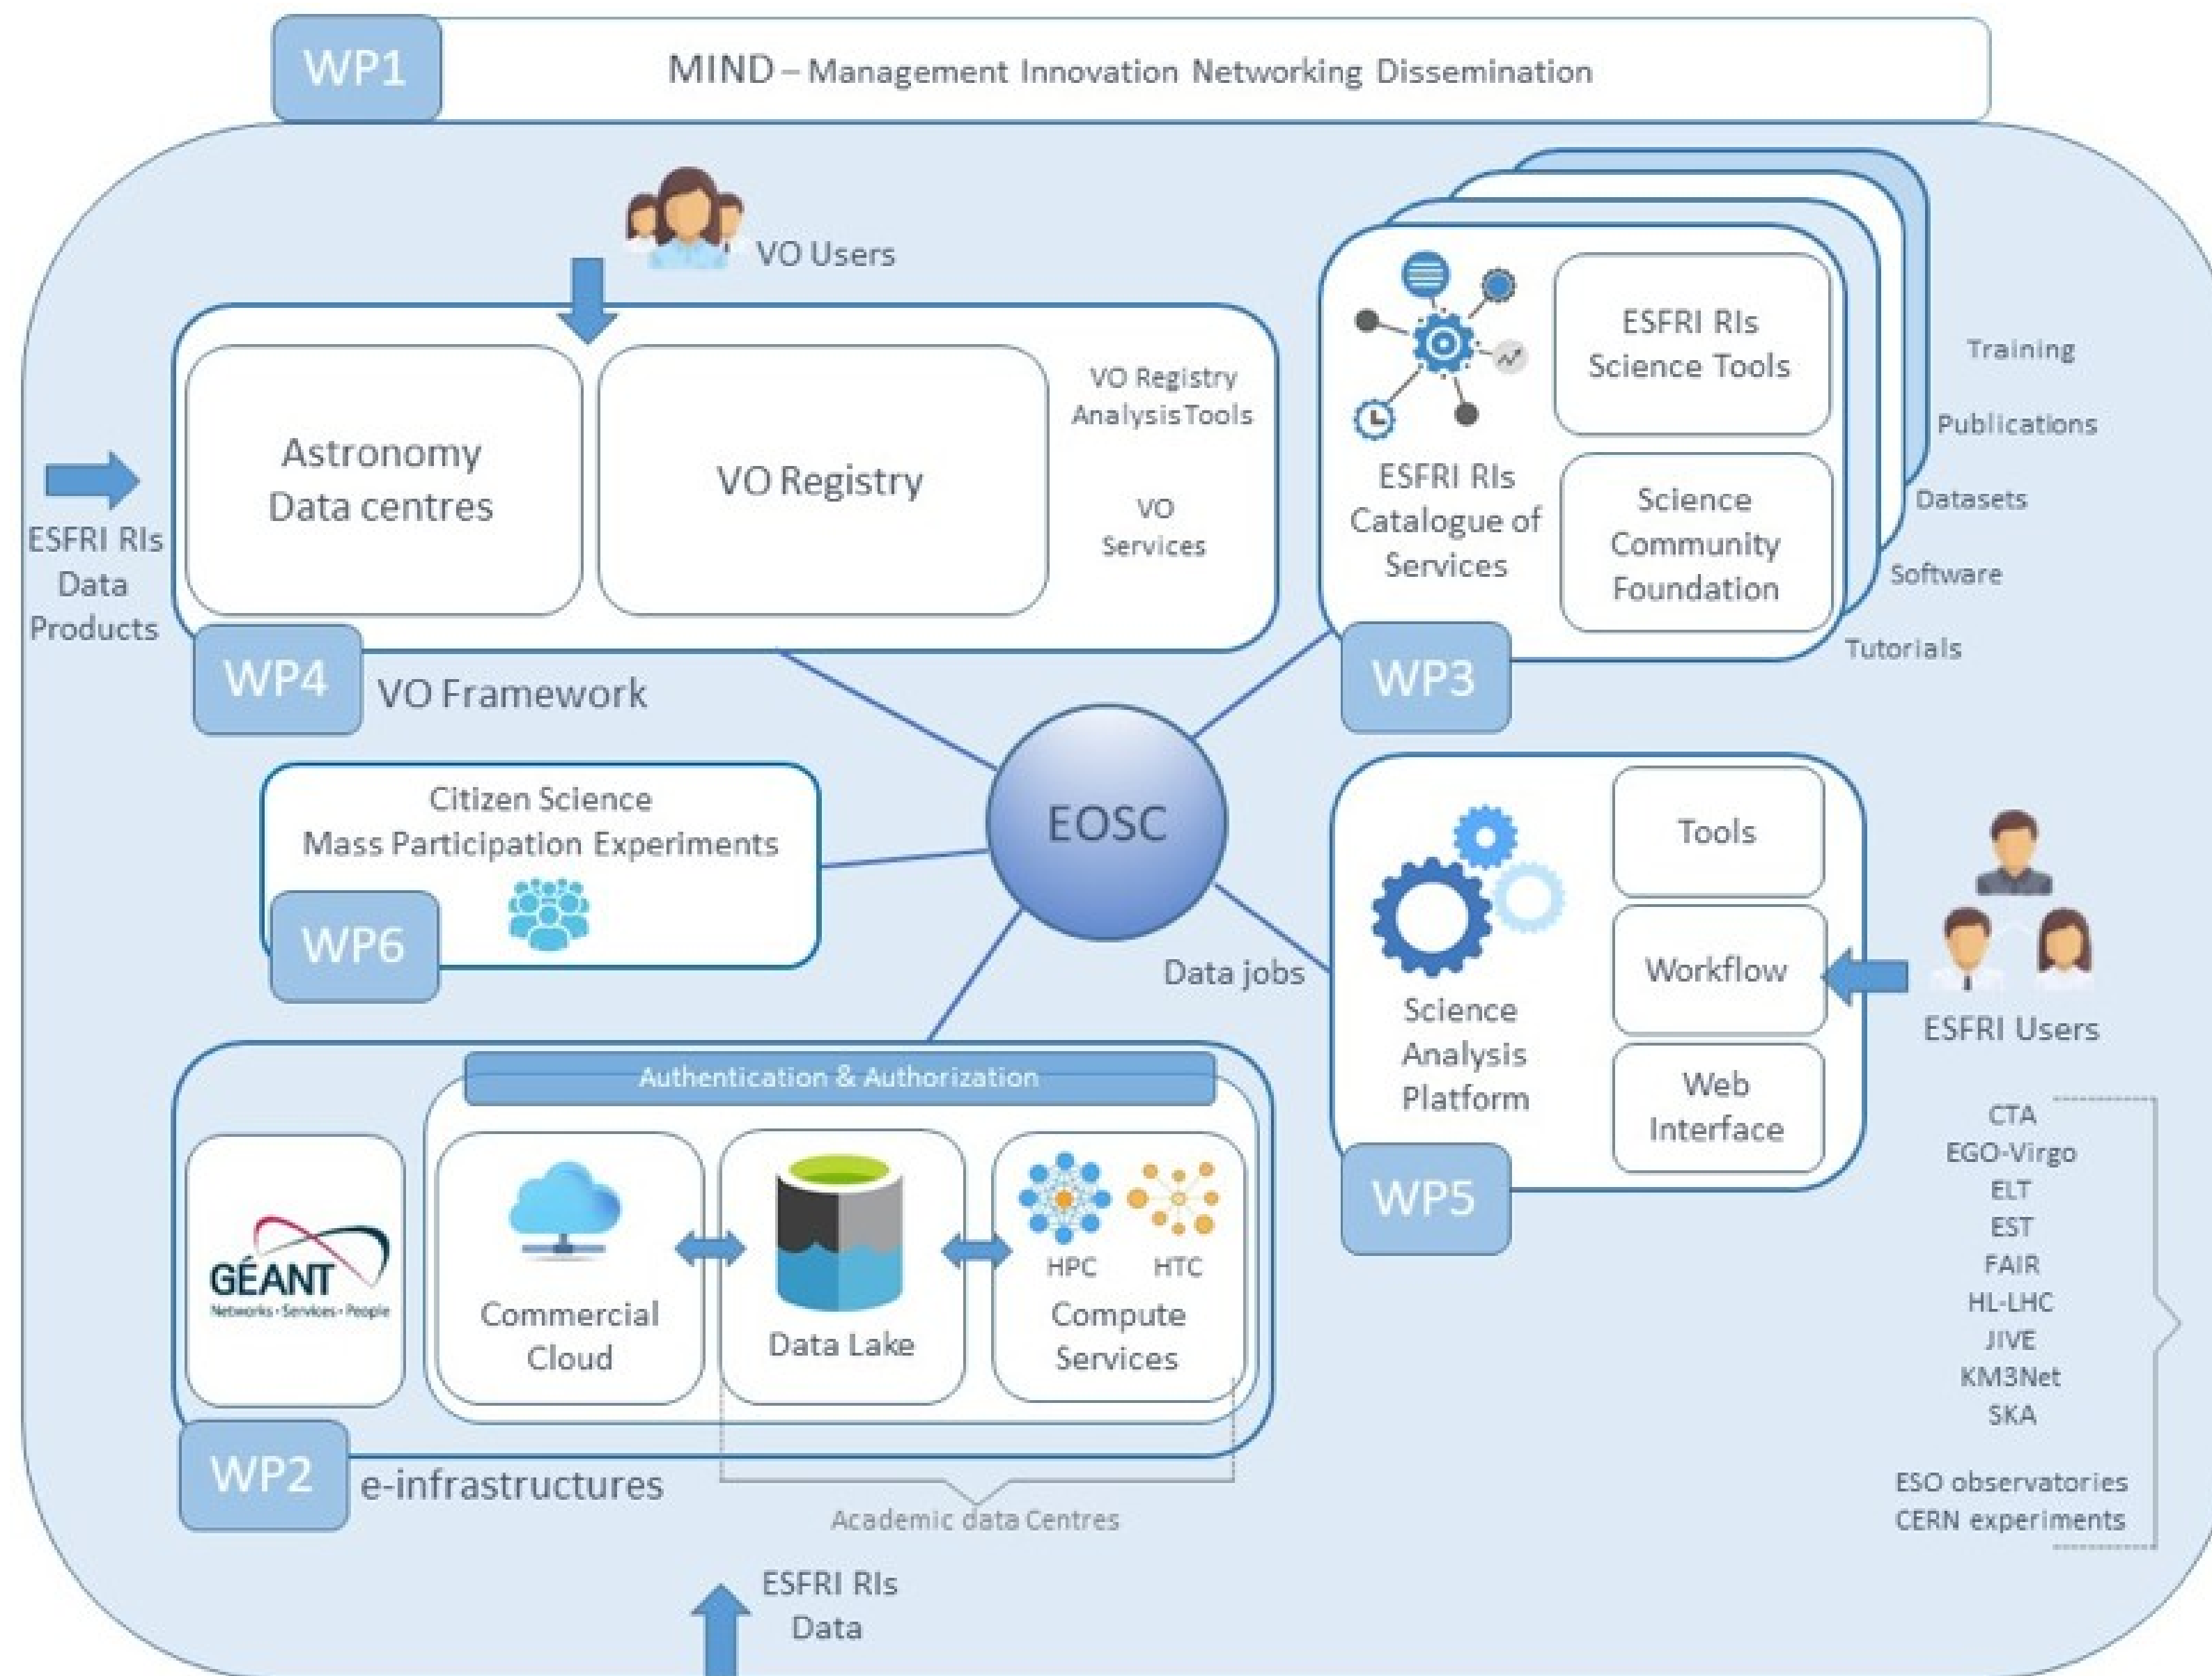 WP1
MIND – Management Innovation Networking Dissemination
VO Users
Astronomy
Data centres
VO Registry
VO Registry
Analysis Tools
VO
Services
ESFRI RIs
Data
Products
WP4
VO Framework
ESFRI RIs
Catalogue of
Services
ESFRI RIs
Science Tools
Science
Community
Foundation
Training
Publications
Datasets
Software
Tutorials
WP3
EOSC
Citizen Science
Mass Participation Experiments
WP6
Data jobs
Science
Analysis
Platform
Tools
Workflow
Web
Interface
WP5
ESFRI Users
CTA
EGO-Virgo
ELT
EST
FAIR
HL-LHC
JIVE
KM3Net
SKA
ESO observatories
CERN experiments
Authentication & Authorization
GÉANT
Networks • Services • People
Commercial
Cloud
Data Lake
HPC HTC
Compute
Services
WP2
e-infrastructures
Academic data Centres
ESFRI RIs
Data